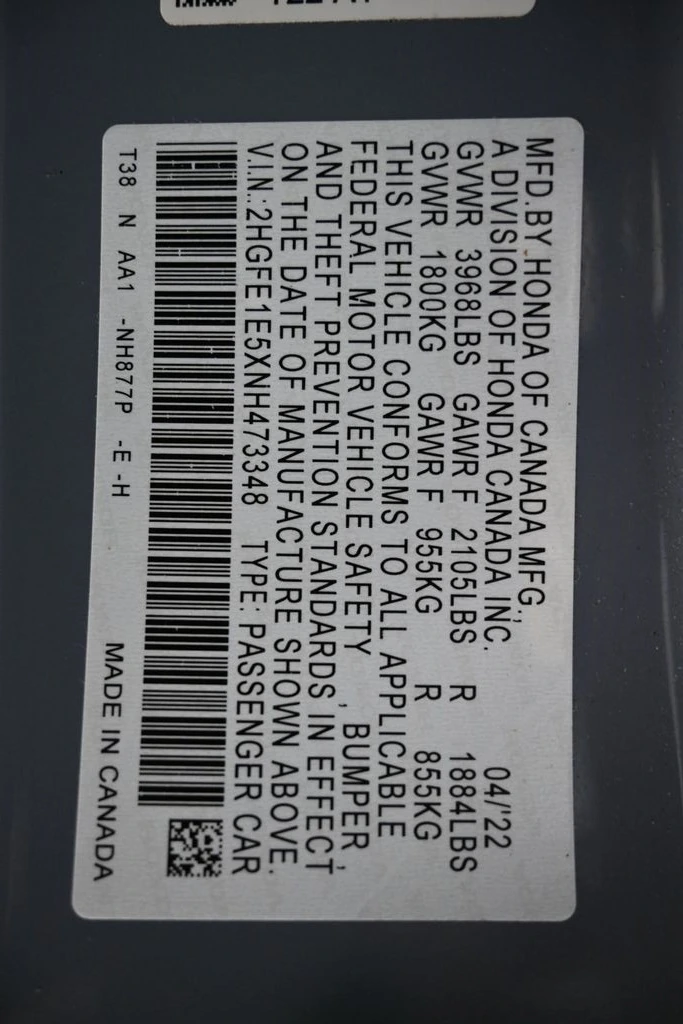 MFD.BY HONDA OF CANADA MFG.,
A DIVISION OF HONDA CANADA INC. 04/'22
GVWR 3968LBS GAWR F 2105LBS R 1884LBS
GVWR 1800KG GAWR F 955KG R 855KG
THIS VEHICLE CONFORMS TO ALL APPLICABLE
FEDERAL MOTOR VEHICLE SAFETY, BUMPER,
AND THEFT PREVENTION STANDARDS IN EFFECT
ON THE DATE OF MANUFACTURE SHOWN ABOVE.
V.I.N.:2HGFE1E5XNH473348 TYPE: PASSENGER CAR
T38 N AA1 -NH877P -E -H MADE IN CANADA